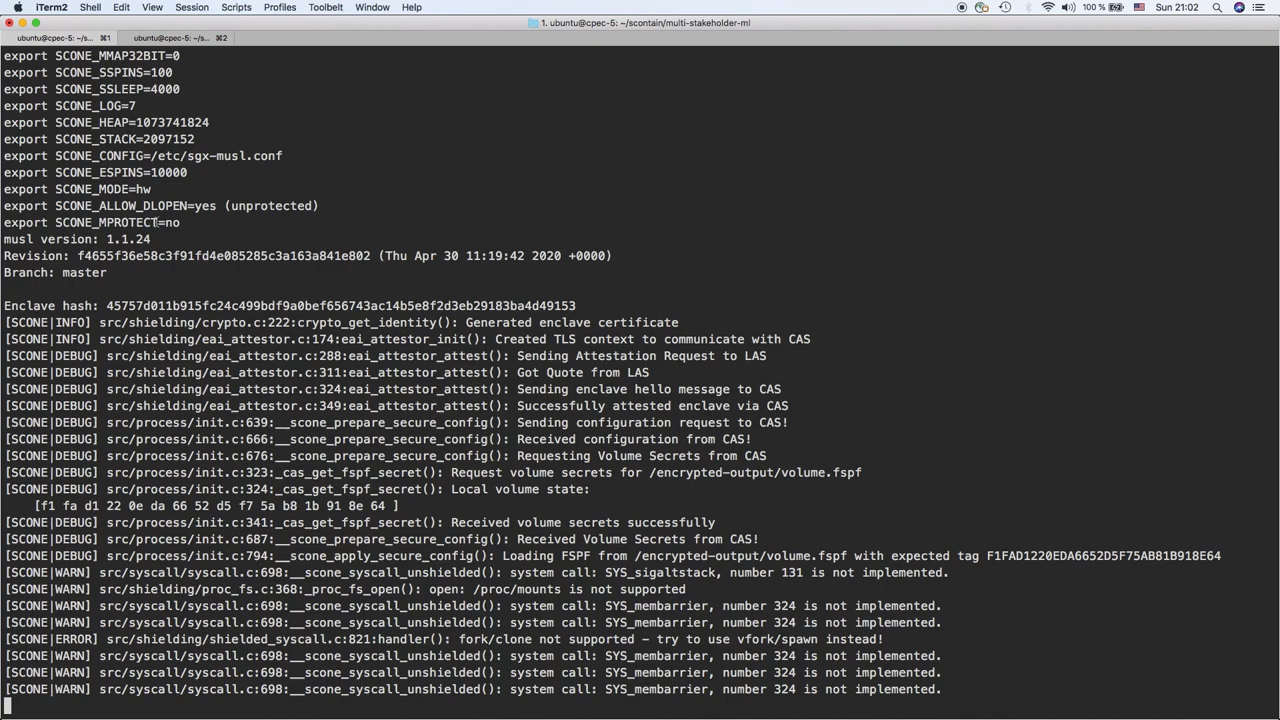 iTerm2 Shell Edit View Session Scripts Profiles Toolbelt Window Help 100 % Sun 21:02
1. ubuntu@cpec-5: ~/scontain/multi-stakeholder-ml
ubuntu@cpec-5: ~/s... ⌘1 ubuntu@cpec-5: ~/s... ⌘2
export SCONE_MMAP32BIT=0
export SCONE_SSPINS=100
export SCONE_SSLEEP=4000
export SCONE_LOG=7
export SCONE_HEAP=1073741824
export SCONE_STACK=2097152
export SCONE_CONFIG=/etc/sgx-musl.conf
export SCONE_ESPINS=10000
export SCONE_MODE=hw
export SCONE_ALLOW_DLOPEN=yes (unprotected)
export SCONE_MPROTECT=no
musl version: 1.1.24
Revision: f4655f36e58c3f91fd4e085285c3a163a841e802 (Thu Apr 30 11:19:42 2020 +0000)
Branch: master
Enclave hash: 45757d011b915fc24c499bdf9a0bef656743ac14b5e8f2d3eb29183ba4d49153
[SCONE|INFO] src/shielding/crypto.c:222:crypto_get_identity(): Generated enclave certificate
[SCONE|INFO] src/shielding/eai_attestor.c:174:eai_attestor_init(): Created TLS context to communicate with CAS
[SCONE|DEBUG] src/shielding/eai_attestor.c:288:eai_attestor_attest(): Sending Attestation Request to LAS
[SCONE|DEBUG] src/shielding/eai_attestor.c:311:eai_attestor_attest(): Got Quote from LAS
[SCONE|DEBUG] src/shielding/eai_attestor.c:324:eai_attestor_attest(): Sending enclave hello message to CAS
[SCONE|DEBUG] src/shielding/eai_attestor.c:349:eai_attestor_attest(): Successfully attested enclave via CAS
[SCONE|DEBUG] src/process/init.c:639:__scone_prepare_secure_config(): Sending configuration request to CAS!
[SCONE|DEBUG] src/process/init.c:666:__scone_prepare_secure_config(): Received configuration from CAS!
[SCONE|DEBUG] src/process/init.c:676:__scone_prepare_secure_config(): Requesting Volume Secrets from CAS
[SCONE|DEBUG] src/process/init.c:323:_cas_get_fspf_secret(): Request volume secrets for /encrypted-output/volume.fspf
[SCONE|DEBUG] src/process/init.c:324:_cas_get_fspf_secret(): Local volume state:
[f1 fa d1 22 0e da 66 52 d5 f7 5a b8 1b 91 8e 64 ]
[SCONE|DEBUG] src/process/init.c:341:_cas_get_fspf_secret(): Received volume secrets successfully
[SCONE|DEBUG] src/process/init.c:687:__scone_prepare_secure_config(): Received Volume Secrets from CAS!
[SCONE|DEBUG] src/process/init.c:794:__scone_apply_secure_config(): Loading FSPF from /encrypted-output/volume.fspf with expected tag F1FAD1220EDA6652D5F75AB81B918E64
[SCONE|WARN] src/syscall/syscall.c:698:__scone_syscall_unshielded(): system call: SYS_sigaltstack, number 131 is not implemented.
[SCONE|WARN] src/shielding/proc_fs.c:368:_proc_fs_open(): open: /proc/mounts is not supported
[SCONE|WARN] src/syscall/syscall.c:698:__scone_syscall_unshielded(): system call: SYS_membarrier, number 324 is not implemented.
[SCONE|WARN] src/syscall/syscall.c:698:__scone_syscall_unshielded(): system call: SYS_membarrier, number 324 is not implemented.
[SCONE|ERROR] src/shielding/shielded_syscall.c:821:handler(): fork/clone not supported - try to use vfork/spawn instead!
[SCONE|WARN] src/syscall/syscall.c:698:__scone_syscall_unshielded(): system call: SYS_membarrier, number 324 is not implemented.
[SCONE|WARN] src/syscall/syscall.c:698:__scone_syscall_unshielded(): system call: SYS_membarrier, number 324 is not implemented.
[SCONE|WARN] src/syscall/syscall.c:698:__scone_syscall_unshielded(): system call: SYS_membarrier, number 324 is not implemented.